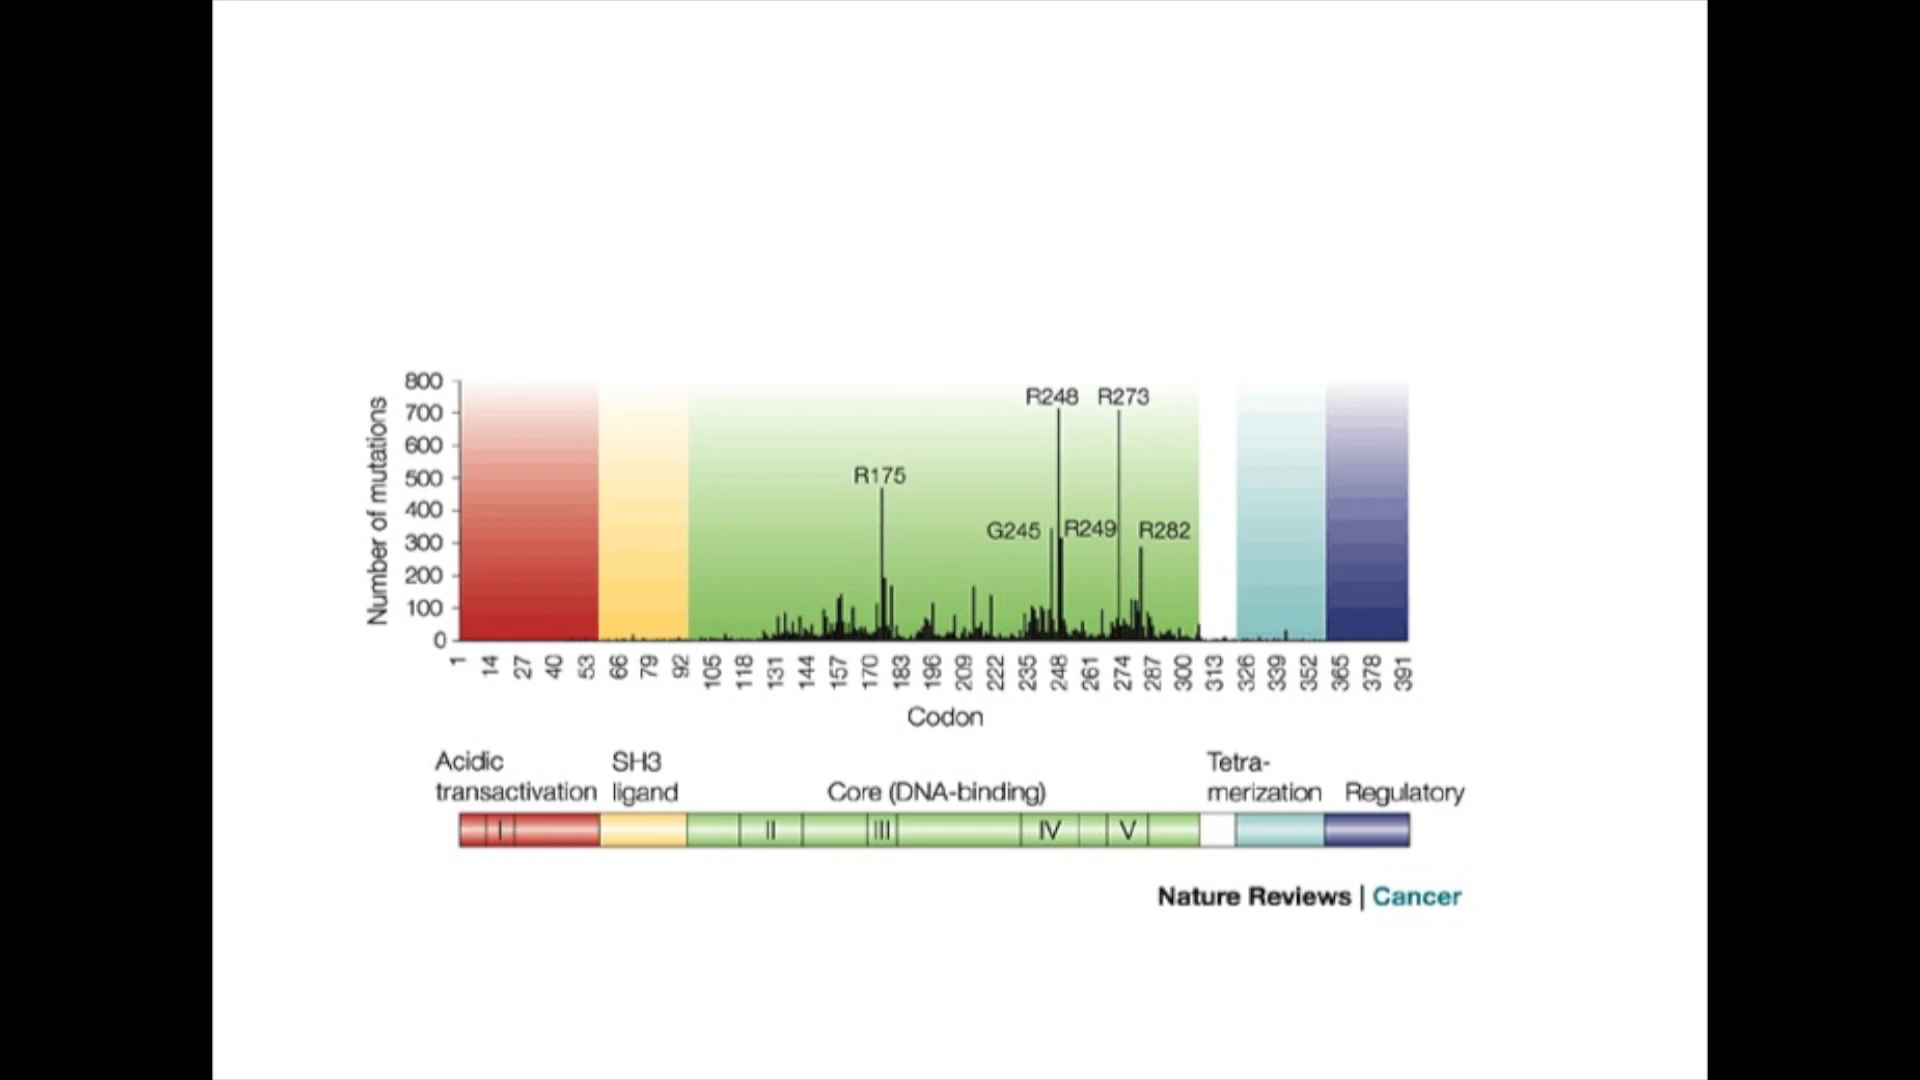 800
700
600
500
400
300
200
100
0
Number of mutations
R175
G245
R248
R249
R273
R282
1 14 27 40 53 66 79 92 105 118 131 144 157 170 183 196 209 222 235 248 261 274 287 300 313 326 339 352 365 378 391
Codon
Acidic
transactivation
SH3
ligand
Core (DNA-binding)
Tetra-
merization
Regulatory
I II III IV V
Nature Reviews | Cancer